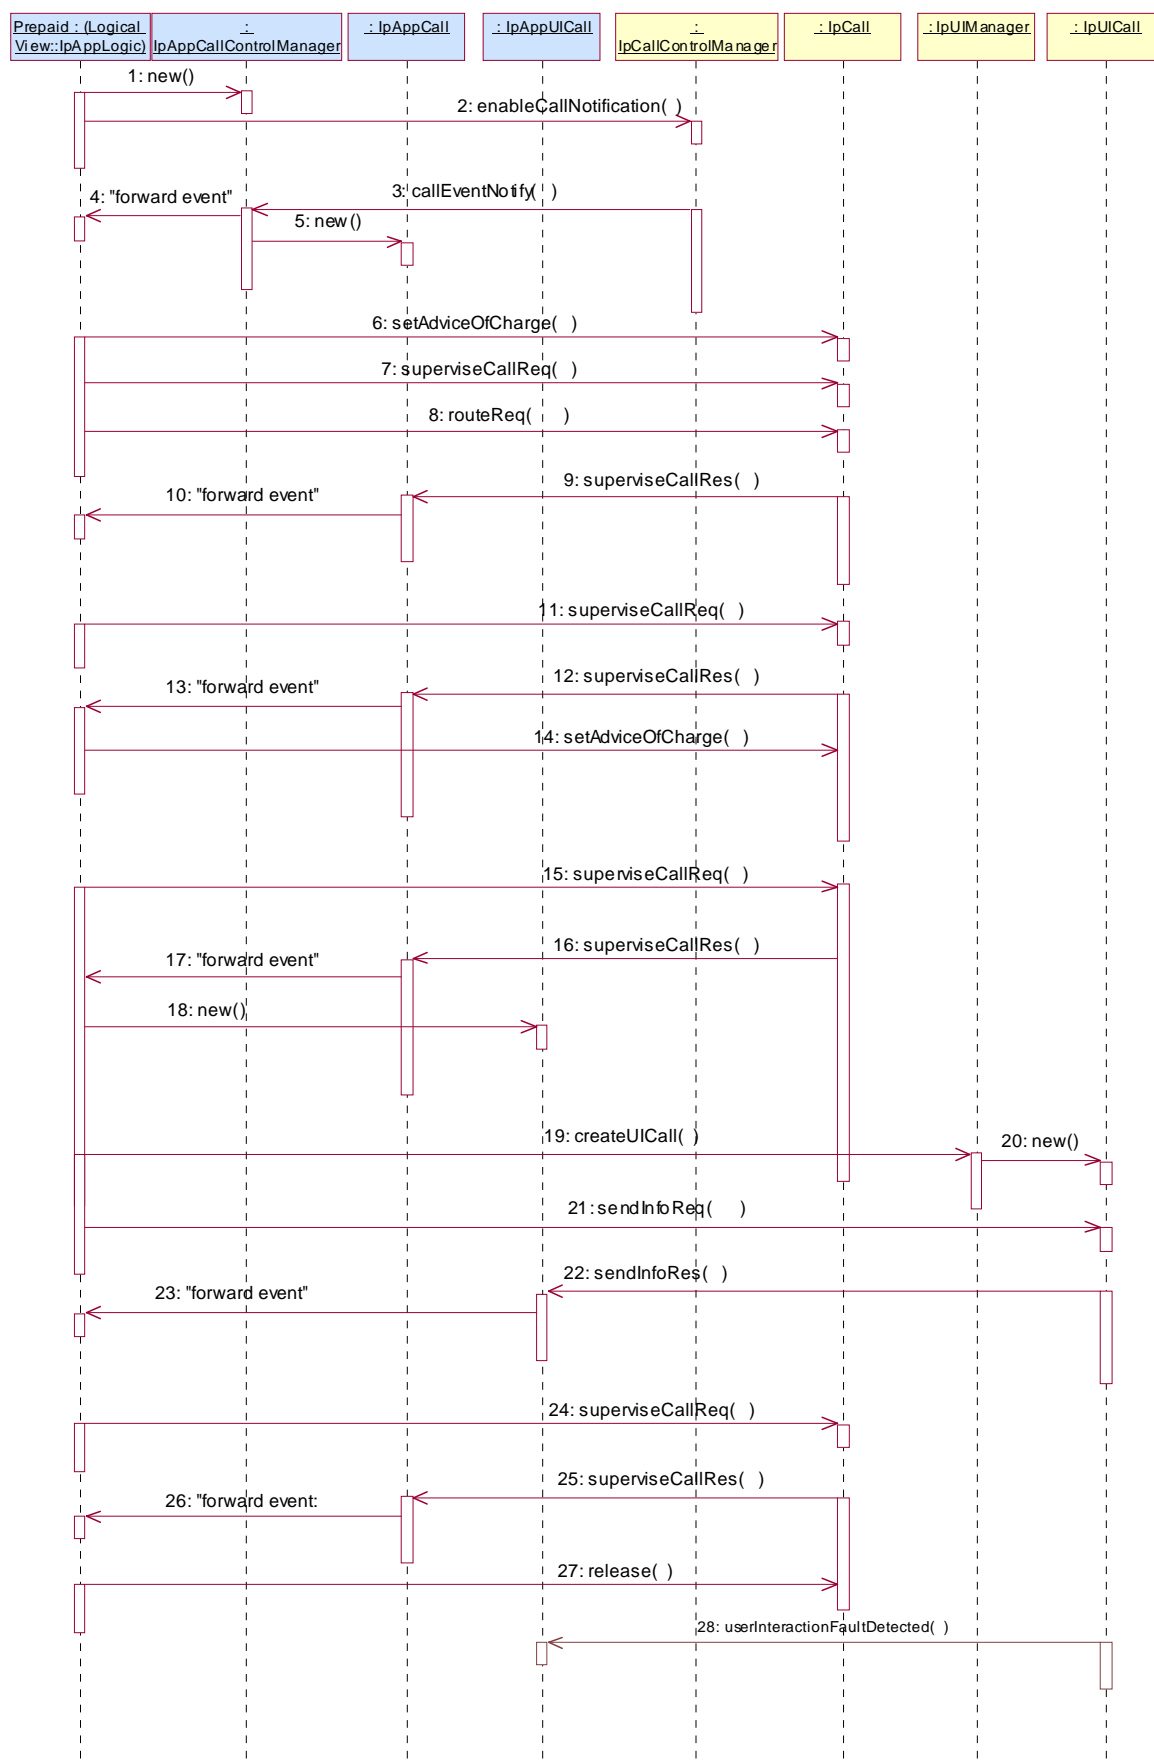 Prepaid : (Logical
View::IpAppLogic)
:
IpAppCallControlManager
: IpAppCall
: IpAppUICall
:
IpCallControlManager
: IpCall
: IpUIManager
: IpUICall
1: new()
2: enableCallNotification( )
3: callEventNotify( )
4: "forward event"
5: new()
6: setAdviceOfCharge( )
7: superviseCallReq( )
8: routeReq( )
9: superviseCallRes( )
10: "forward event"
11: superviseCallReq( )
12: superviseCallRes( )
13: "forward event"
14: setAdviceOfCharge( )
15: superviseCallReq( )
16: superviseCallRes( )
17: "forward event"
18: new()
19: createUICall( )
20: new()
21: sendInfoReq( )
22: sendInfoRes( )
23: "forward event"
24: superviseCallReq( )
25: superviseCallRes( )
26: "forward event:
27: release( )
28: userInteractionFaultDetected( )